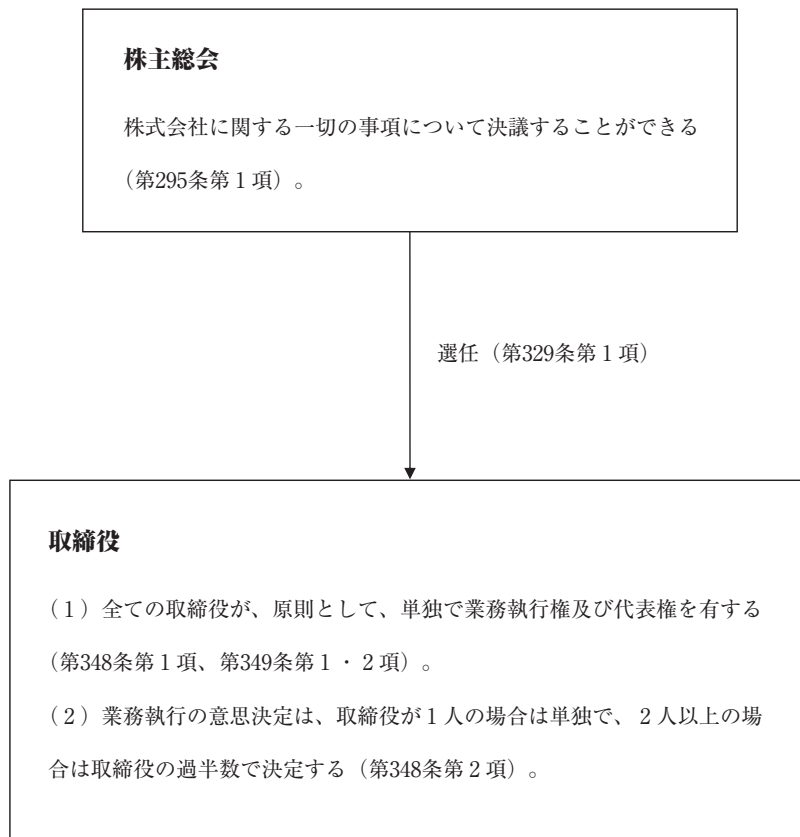 株主総会
株式会社に関する一切の事項について決議することができる
（第295条第１項）。
選任（第329条第１項）
取締役
（１）全ての取締役が、原則として、単独で業務執行権及び代表権を有する
（第348条第１項、第349条第１・２項）。
（２）業務執行の意思決定は、取締役が１人の場合は単独で、２人以上の場
合は取締役の過半数で決定する（第348条第２項）。